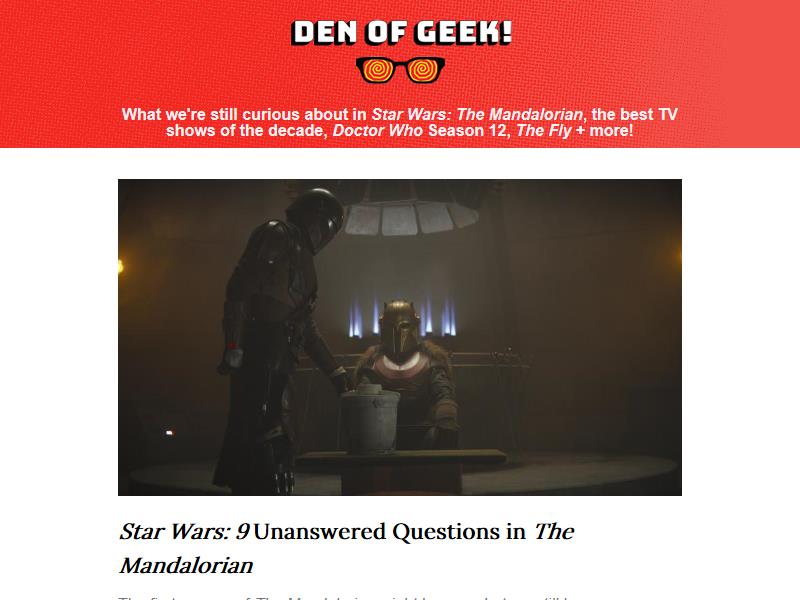 DEN OF GEEK!
What we're still curious about in Star Wars: The Mandalorian, the best TV
shows of the decade, Doctor Who Season 12, The Fly + more!
Star Wars: 9 Unanswered Questions in The
Mandalorian